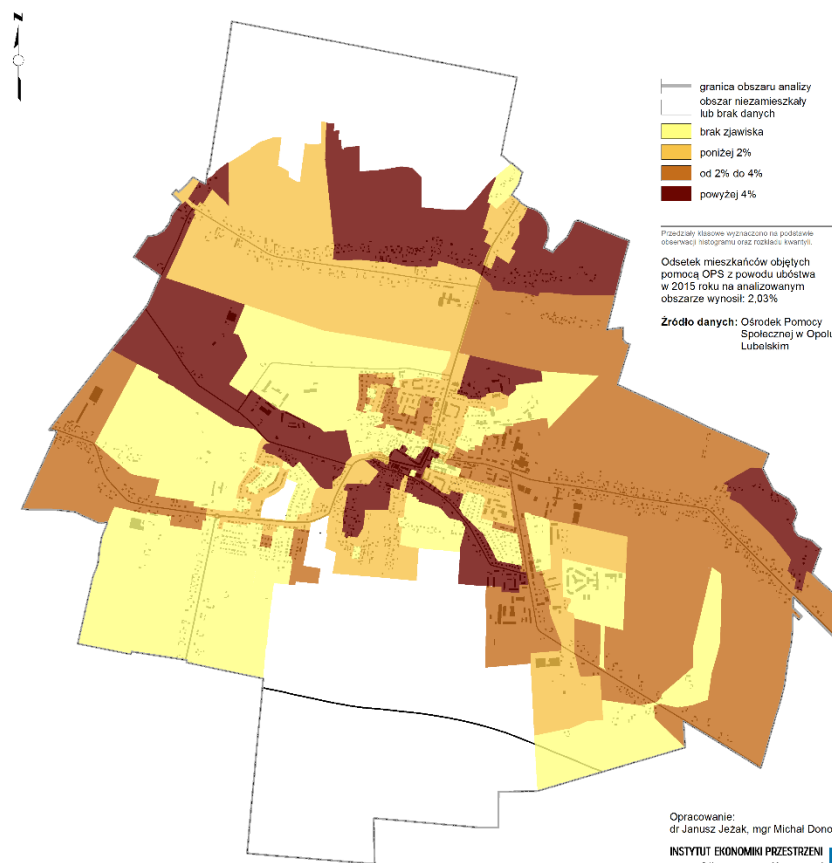 N
granica obszaru analizy
obszar niezamieszkały
lub brak danych
brak zjawiska
poniżej 2%
od 2% do 4%
powyżej 4%
Przedziały klasowe wyznaczono na podstawie
obserwacji histogramu oraz rozkładu kwantyli.
Odsetek mieszkańców objętych
pomocą OPS z powodu ubóstwa
w 2015 roku na analizowanym
obszarze wynosił: 2,03%
Źródło danych: Ośrodek Pomocy
Społecznej w Opolu
Lubelskim
Opracowanie:
dr Janusz Jeżak, mgr Michał Dono
INSTYTUT EKONOMIKI PRZESTRZENI